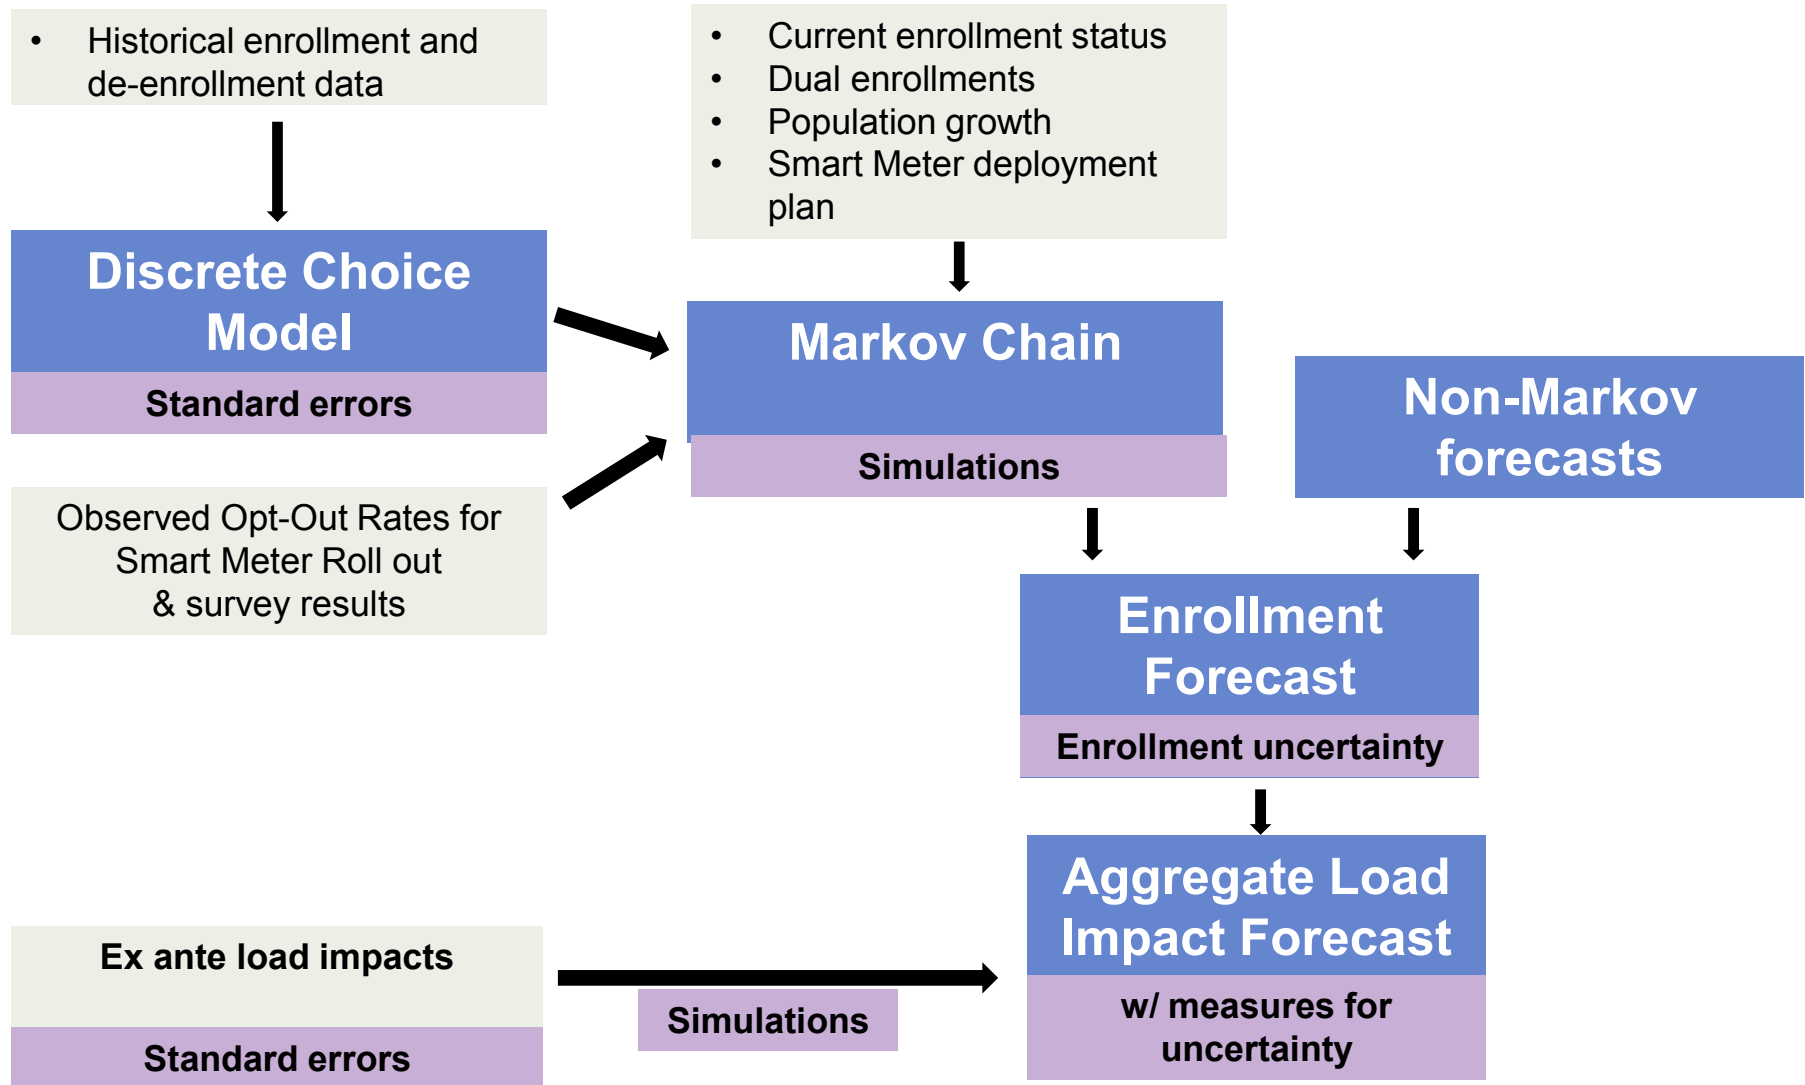 • Historical enrollment and
de-enrollment data
• Current enrollment status
• Dual enrollments
• Population growth
• Smart Meter deployment
plan
Discrete Choice
Model
Standard errors
Markov Chain
Simulations
Non-Markov
forecasts
Observed Opt-Out Rates for
Smart Meter Roll out
& survey results
Enrollment
Forecast
Enrollment uncertainty
Aggregate Load
Impact Forecast
w/ measures for
uncertainty
Ex ante load impacts
Standard errors
Simulations